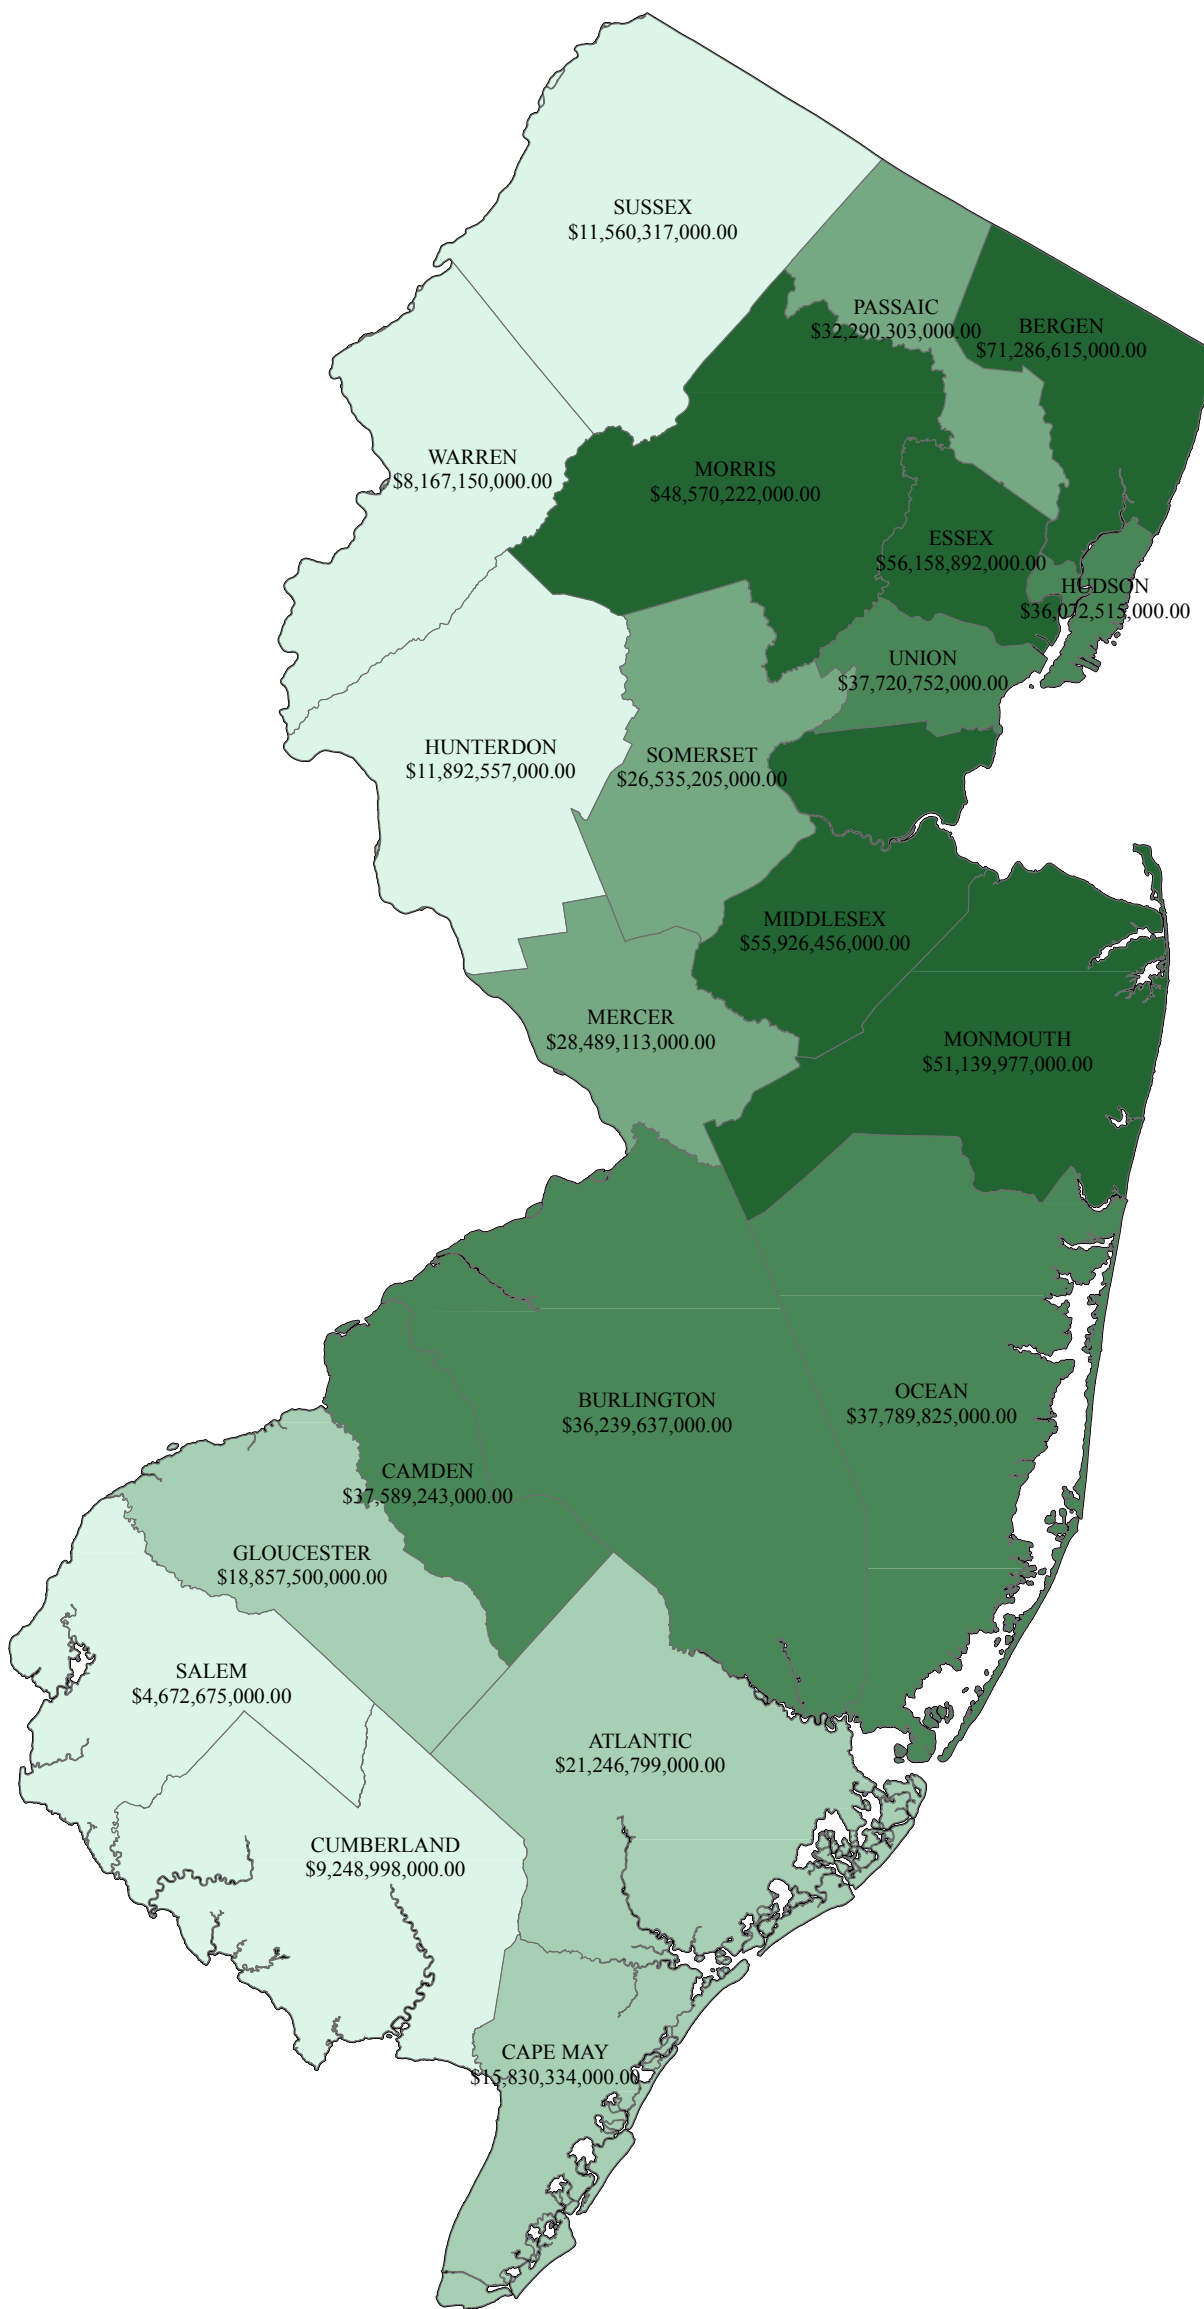 SUSSEX
$11,560,317,000.00
PASSAIC
$32,290,303,000.00
BERGEN
$71,286,615,000.00
WARREN
$8,167,150,000.00
MORRIS
$48,570,222,000.00
ESSEX
$56,158,892,000.00
HUDSON
$36,072,515,000.00
UNION
$37,720,752,000.00
HUNTERDON
$11,892,557,000.00
SOMERSET
$26,535,205,000.00
MIDDLESEX
$55,926,456,000.00
MERCER
$28,489,113,000.00
MONMOUTH
$51,139,977,000.00
OCEAN
$37,789,825,000.00
BURLINGTON
$36,239,637,000.00
CAMDEN
$37,589,243,000.00
GLOUCESTER
$18,857,500,000.00
SALEM
$4,672,675,000.00
ATLANTIC
$21,246,799,000.00
CUMBERLAND
$9,248,998,000.00
CAPE MAY
$15,830,334,000.00